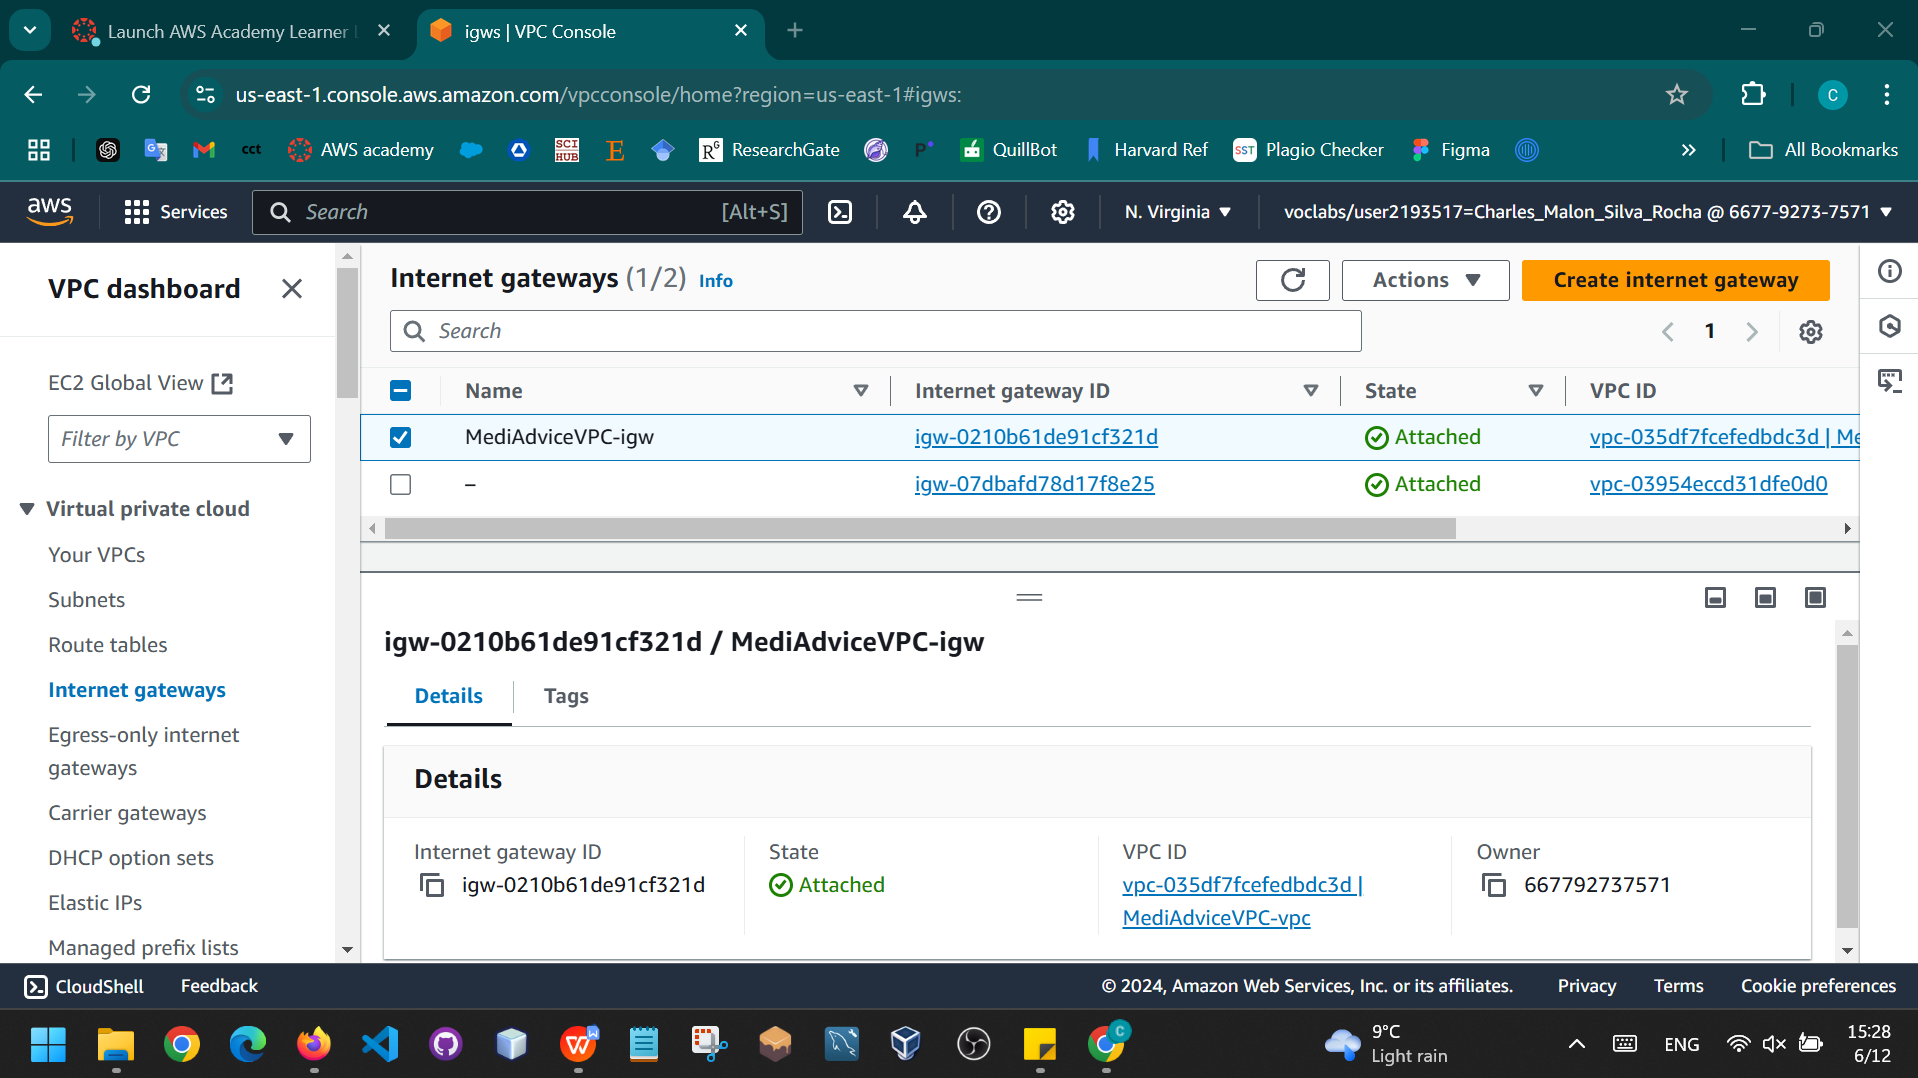 Launch AWS Academy Learner L
igws | VPC Console
us-east-1.console.aws.amazon.com/vpcconsole/home?region=us-east-1#igws:
C
cct
AWS academy
SCI HUB
E
RG ResearchGate
P
QuillBot
Harvard Ref
SST Plagio Checker
Figma
All Bookmarks
aws
Services
Search [Alt+S]
N. Virginia
voclabs/user2193517=Charles_Malon_Silva_Rocha @ 6677-9273-7571
VPC dashboard
EC2 Global View
Filter by VPC
Virtual private cloud
Your VPCs
Subnets
Route tables
Internet gateways
Egress-only internet
gateways
Carrier gateways
DHCP option sets
Elastic IPs
Managed prefix lists
Internet gateways (1/2) Info
Actions
Create internet gateway
Search
1
Name Internet gateway ID State VPC ID
MediAdviceVPC-igw igw-0210b61de91cf321d Attached vpc-035df7fcefedbdc3d | Me
– igw-07dbafd78d17f8e25 Attached vpc-03954eccd31dfe0d0
igw-0210b61de91cf321d / MediAdviceVPC-igw
Details Tags
Details
Internet gateway ID
igw-0210b61de91cf321d
State
Attached
VPC ID
vpc-035df7fcefedbdc3d |
MediAdviceVPC-vpc
Owner
667792737571
CloudShell Feedback
© 2024, Amazon Web Services, Inc. or its affiliates. Privacy Terms Cookie preferences
C
9°C
Light rain
ENG
15:28
6/12